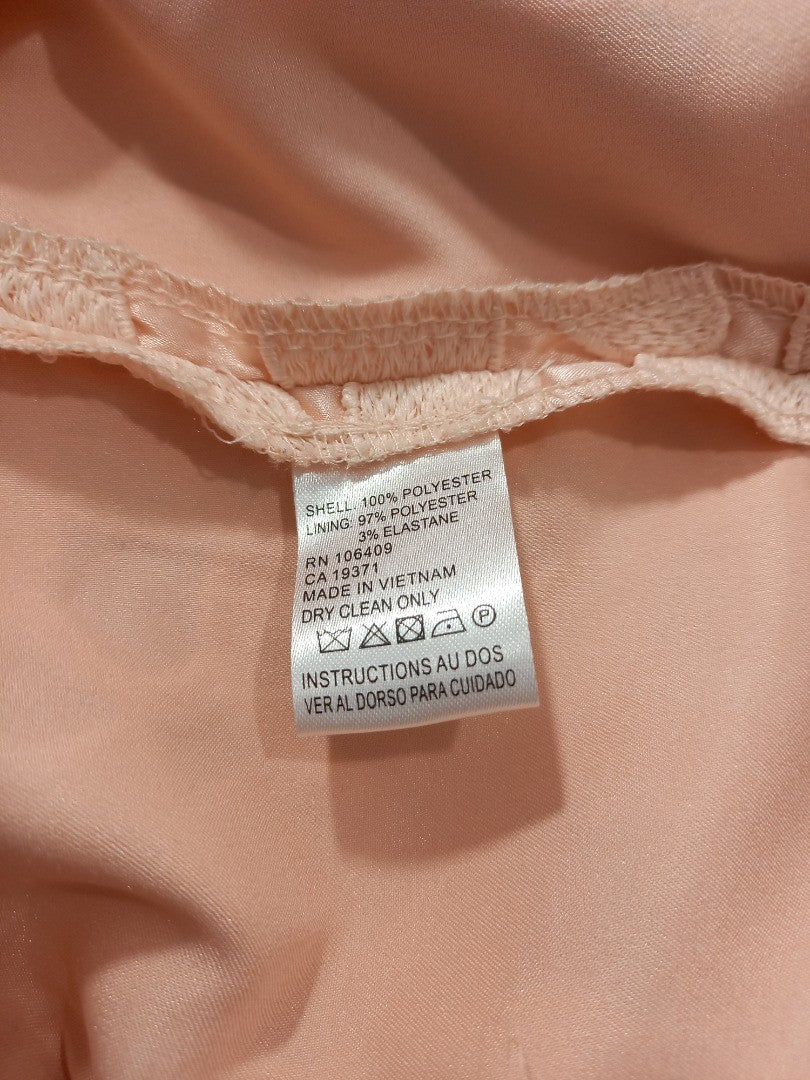 SHELL: 100% POLYESTER
LINING: 97% POLYESTER
3% ELASTANE
RN 106409
CA 19371
MADE IN VIETNAM
DRY CLEAN ONLY
P
INSTRUCTIONS AU DOS
VER AL DORSO PARA CUIDADO